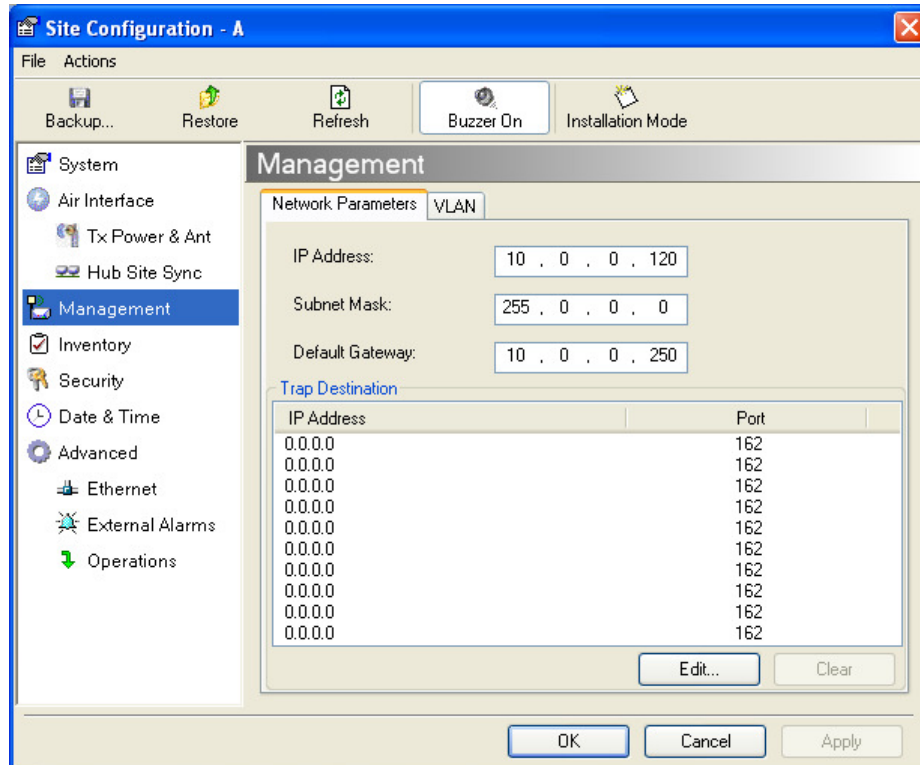 Site Configuration - A
File Actions
Backup... Restore Refresh Buzzer On Installation Mode
System
Air Interface
Tx Power & Ant
Hub Site Sync
Management
Inventory
Security
Date & Time
Advanced
Ethernet
External Alarms
Operations
Management
Network Parameters VLAN
IP Address: 10 . 0 . 0 . 120
Subnet Mask: 255 . 0 . 0 . 0
Default Gateway: 10 . 0 . 0 . 250
Trap Destination
IP Address Port
0.0.0.0 162
0.0.0.0 162
0.0.0.0 162
0.0.0.0 162
0.0.0.0 162
0.0.0.0 162
0.0.0.0 162
0.0.0.0 162
0.0.0.0 162
0.0.0.0 162
Edit... Clear
OK Cancel Apply